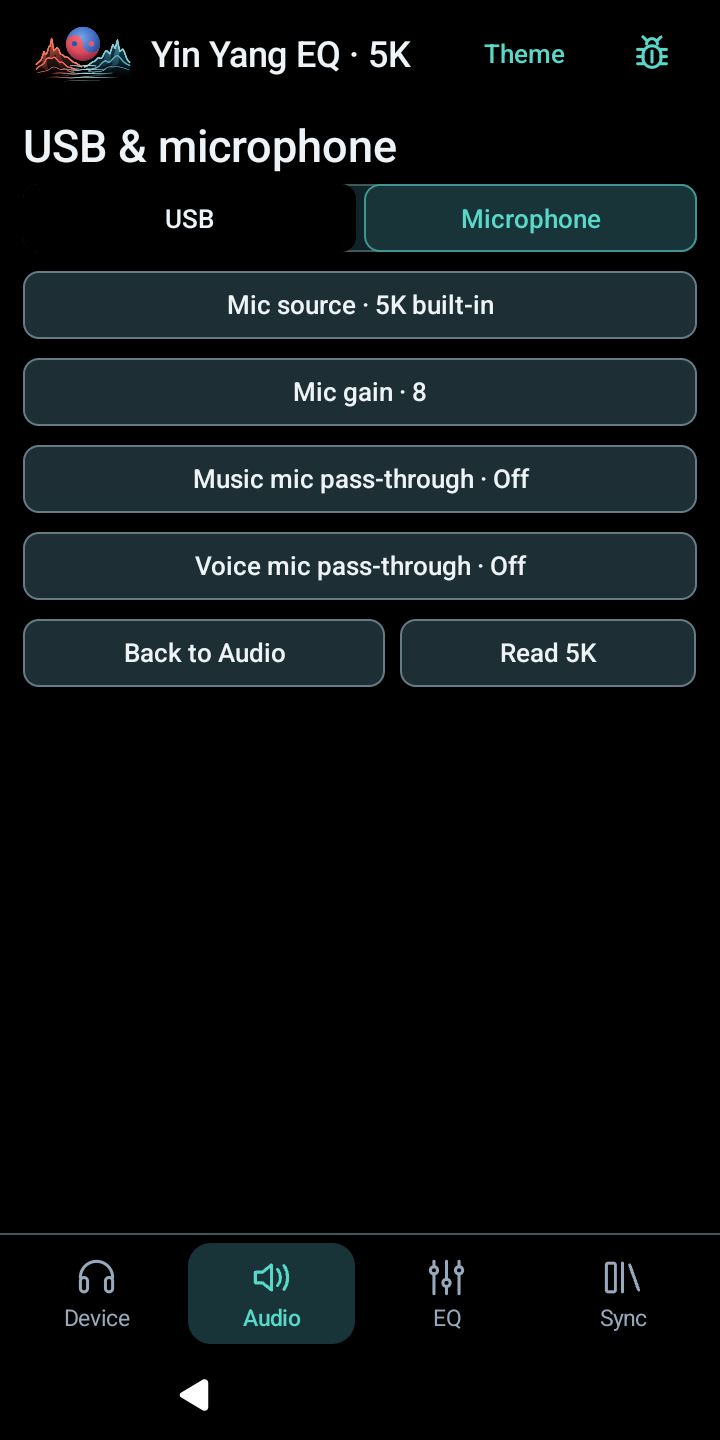 Yin Yang EQ · 5K
Theme
USB & microphone
USB
Microphone
Mic source · 5K built-in
Mic gain · 8
Music mic pass-through · Off
Voice mic pass-through · Off
Back to Audio
Read 5K
Device
Audio
EQ
Sync